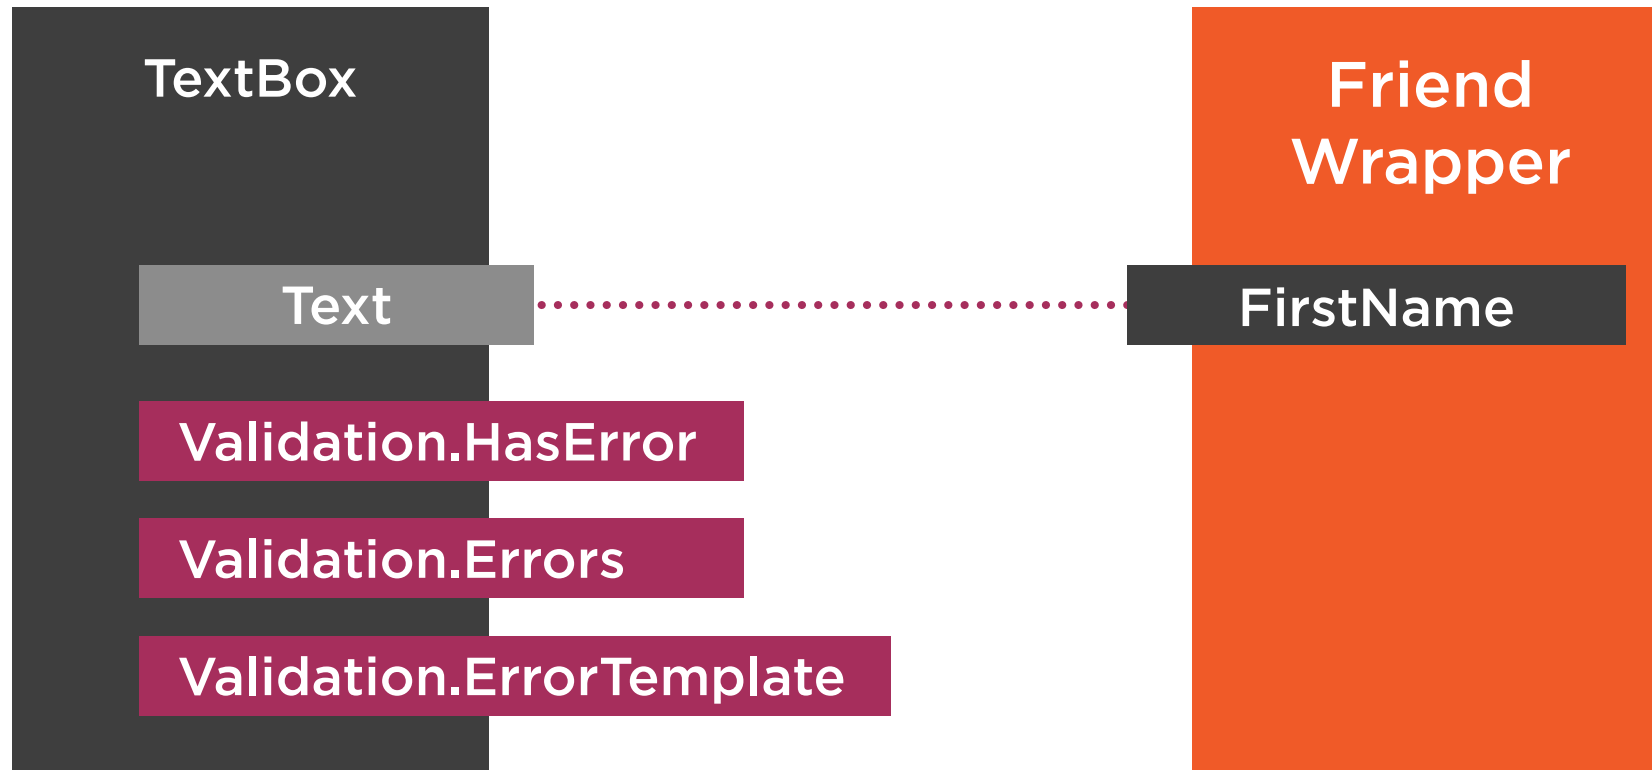 TextBox
Friend
Wrapper
Text
FirstName
Validation.HasError
Validation.Errors
Validation.ErrorTemplate